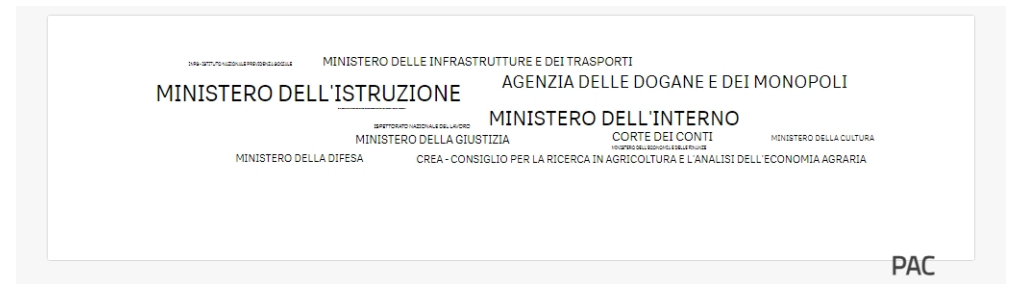 INPS - ISTITUTO NAZIONALE PREVIDENZA SOCIALE
MINISTERO DELLE INFRASTRUTTURE E DEI TRASPORTI
AGENZIA DELLE DOGANE E DEI MONOPOLI
MINISTERO DELL'ISTRUZIONE
MINISTERO DELL'INTERNO
ISPETTORATO NAZIONALE DEL LAVORO
MINISTERO DELLA GIUSTIZIA
CORTE DEI CONTI
MINISTERO DELLA CULTURA
MINISTERO DELL'ECONOMIA E DELLE FINANZE
MINISTERO DELLA DIFESA
CREA - CONSIGLIO PER LA RICERCA IN AGRICOLTURA E L'ANALISI DELL'ECONOMIA AGRARIA
PAC